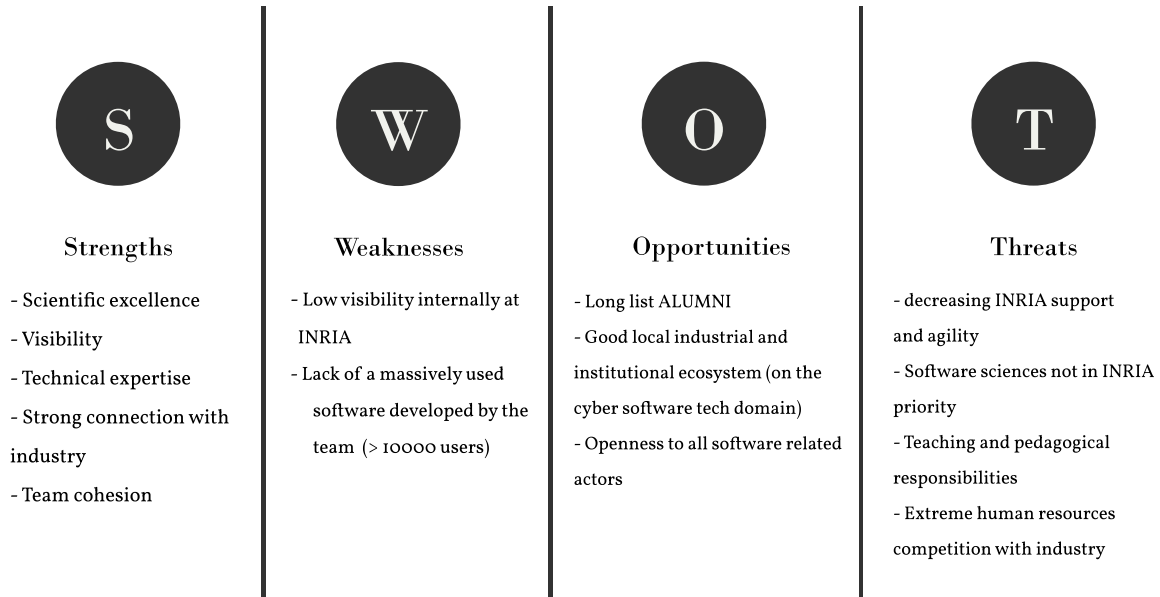 S
Strengths
- Scientific excellence
- Visibility
- Technical expertise
- Strong connection with
industry
- Team cohesion
W
Weaknesses
- Low visibility internally at
INRIA
- Lack of a massively used
software developed by the
team (> 10000 users)
O
Opportunities
- Long list ALUMNI
- Good local industrial and
institutional ecosystem (on the
cyber software tech domain)
- Openness to all software related
actors
T
Threats
- decreasing INRIA support
and agility
- Software sciences not in INRIA
priority
- Teaching and pedagogical
responsibilities
- Extreme human resources
competition with industry